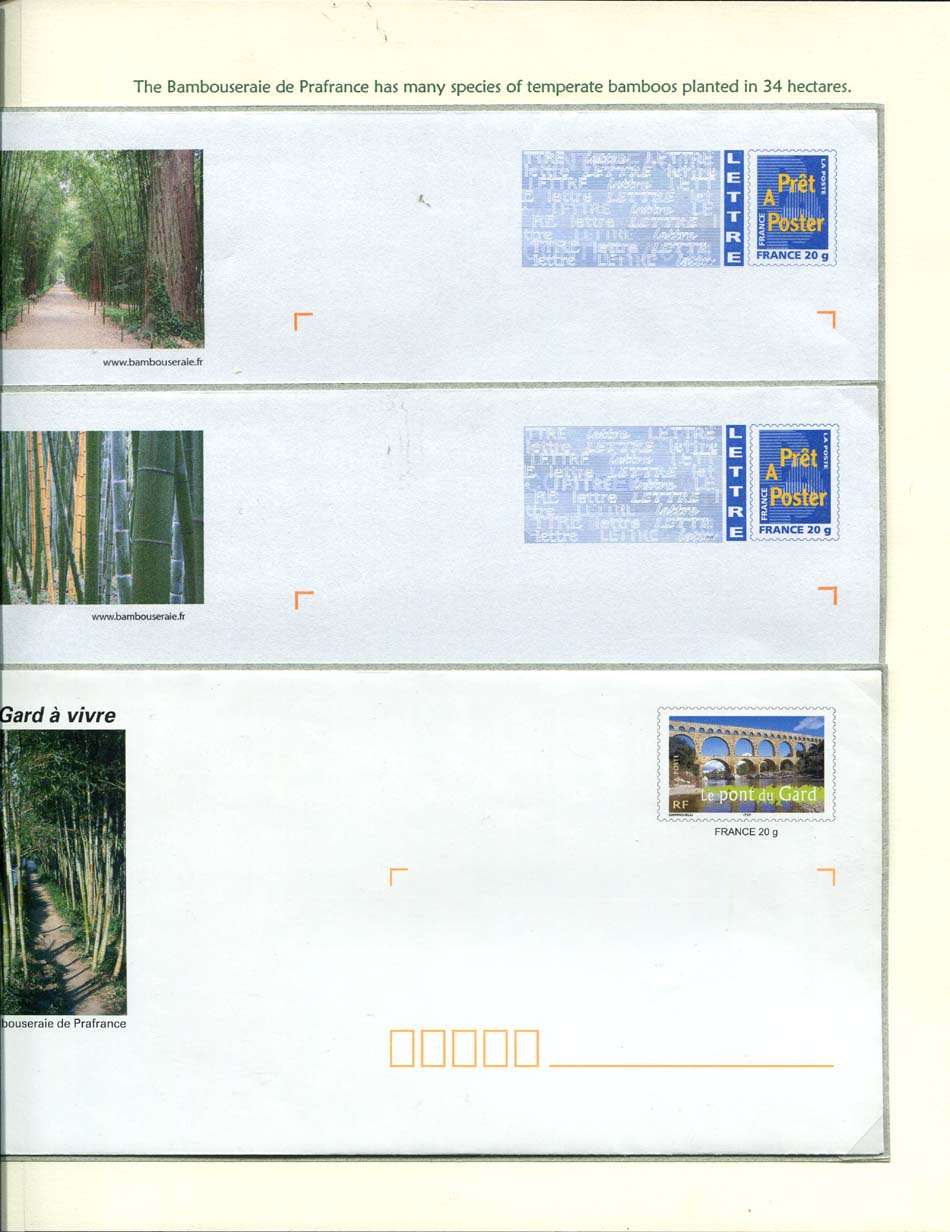 The Bambouseraie de Prafrance has many species of temperate bamboos planted in 34 hectares.
LETTRE
Prêt
A
Poster
LA POSTE
FRANCE
FRANCE 20 g
www.bambouseraie.fr
LETTRE
Prêt
A
Poster
LA POSTE
FRANCE
FRANCE 20 g
www.bambouseraie.fr
Gard à vivre
LA POSTE
Le pont du Gard
RF
FRANCE 20 g
bouseraie de Prafrance